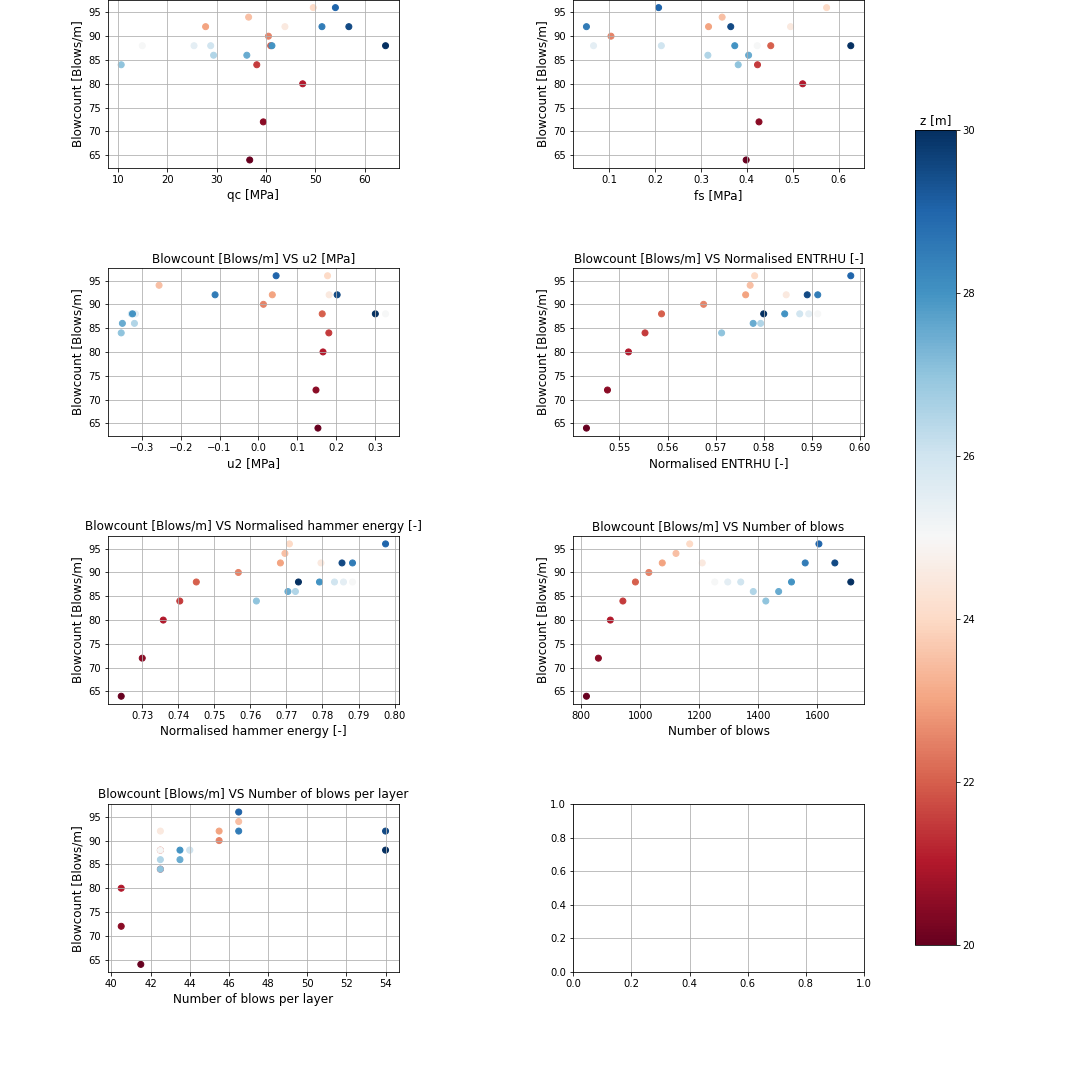 95
90
85
80
75
70
65
Blowcount [Blows/m]
10 20 30 40 50 60
qc [MPa]
95
90
85
80
75
70
65
Blowcount [Blows/m]
0.1 0.2 0.3 0.4 0.5 0.6
fs [MPa]
Blowcount [Blows/m] VS u2 [MPa]
95
90
85
80
75
70
65
Blowcount [Blows/m]
−0.3 −0.2 −0.1 0.0 0.1 0.2 0.3
u2 [MPa]
Blowcount [Blows/m] VS Normalised ENTRHU [-]
95
90
85
80
75
70
65
Blowcount [Blows/m]
0.55 0.56 0.57 0.58 0.59 0.60
Normalised ENTRHU [-]
Blowcount [Blows/m] VS Normalised hammer energy [-]
95
90
85
80
75
70
65
Blowcount [Blows/m]
0.73 0.74 0.75 0.76 0.77 0.78 0.79 0.80
Normalised hammer energy [-]
Blowcount [Blows/m] VS Number of blows
95
90
85
80
75
70
65
Blowcount [Blows/m]
800 1000 1200 1400 1600
Number of blows
Blowcount [Blows/m] VS Number of blows per layer
95
90
85
80
75
70
65
Blowcount [Blows/m]
40 42 44 46 48 50 52 54
Number of blows per layer
1.0
0.8
0.6
0.4
0.2
0.0
0.0 0.2 0.4 0.6 0.8 1.0
z [m]
30
28
26
24
22
20